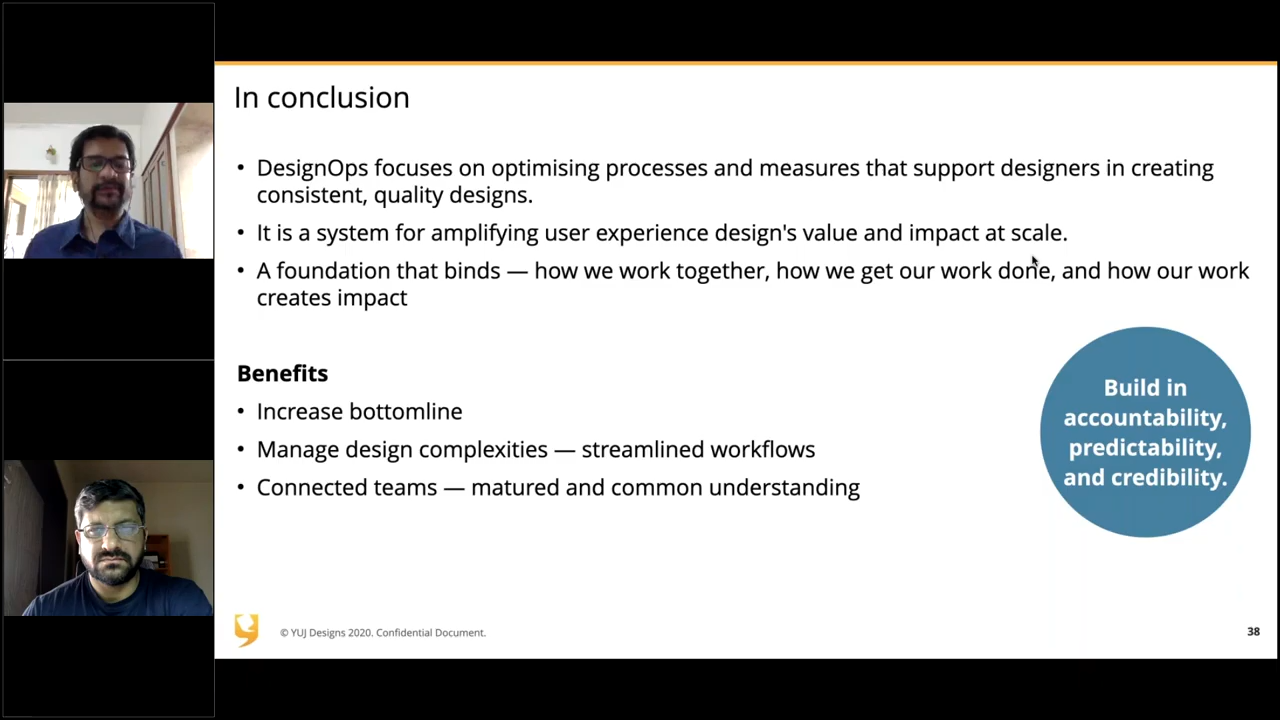 In conclusion
• DesignOps focuses on optimising processes and measures that support designers in creating
consistent, quality designs.
• It is a system for amplifying user experience design's value and impact at scale.
• A foundation that binds — how we work together, how we get our work done, and how our work
creates impact
Benefits
• Increase bottomline
• Manage design complexities — streamlined workflows
• Connected teams — matured and common understanding
Build in
accountability,
predictability,
and credibility.
© YUJ Designs 2020. Confidential Document.
38